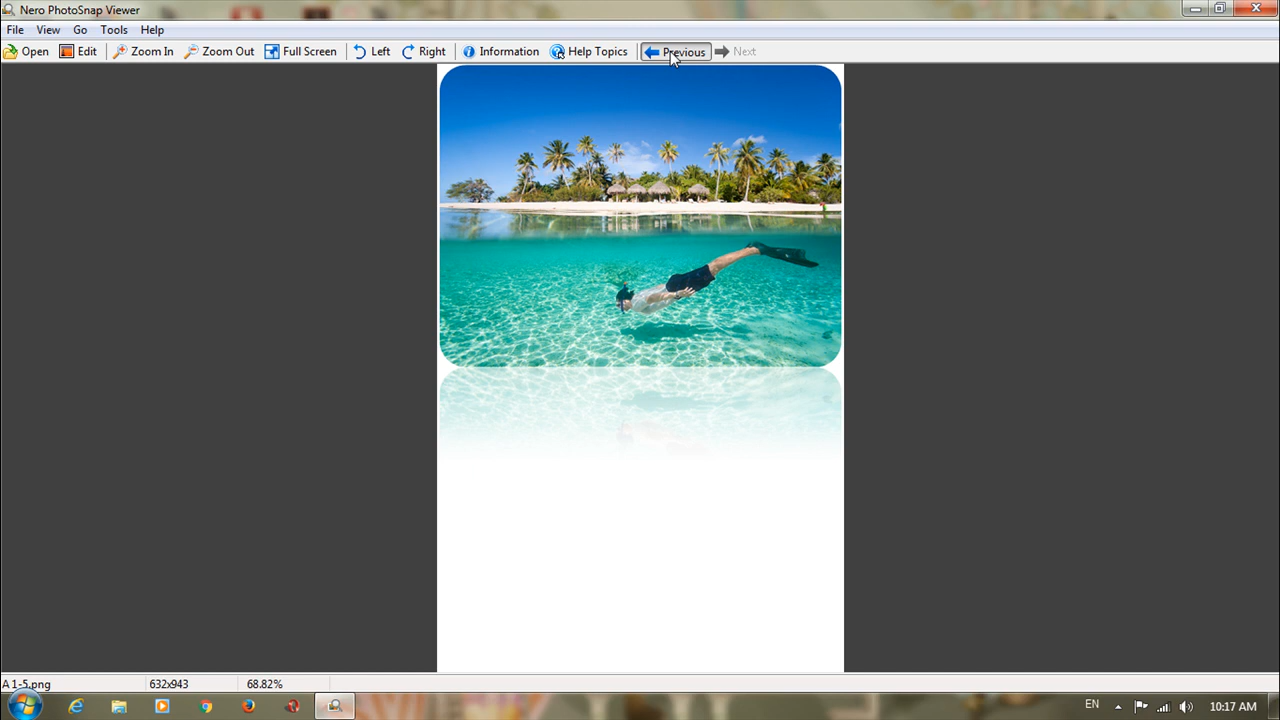 Nero PhotoSnap Viewer
File View Go Tools Help
Open Edit Zoom In Zoom Out Full Screen Left Right Information Help Topics Previous Next
A 1-5.png 632x943 68.82%
EN 10:17 AM